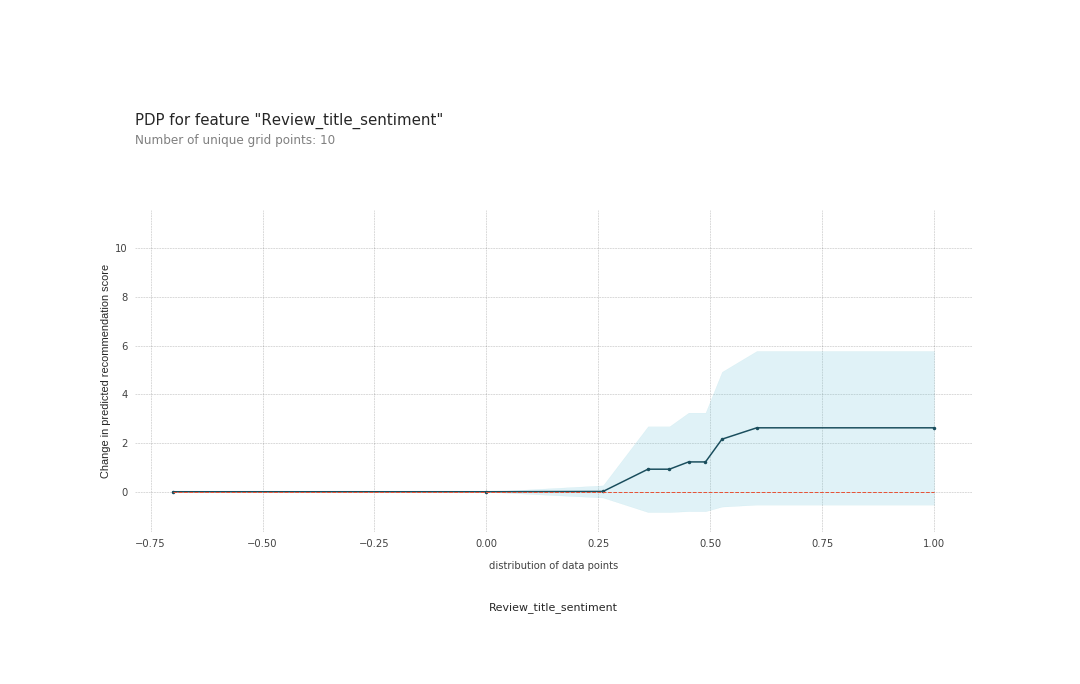 PDP for feature "Review_title_sentiment"
Number of unique grid points: 10
Change in predicted recommendation score
10
8
6
4
2
0
−0.75 −0.50 −0.25 0.00 0.25 0.50 0.75 1.00
distribution of data points
Review_title_sentiment